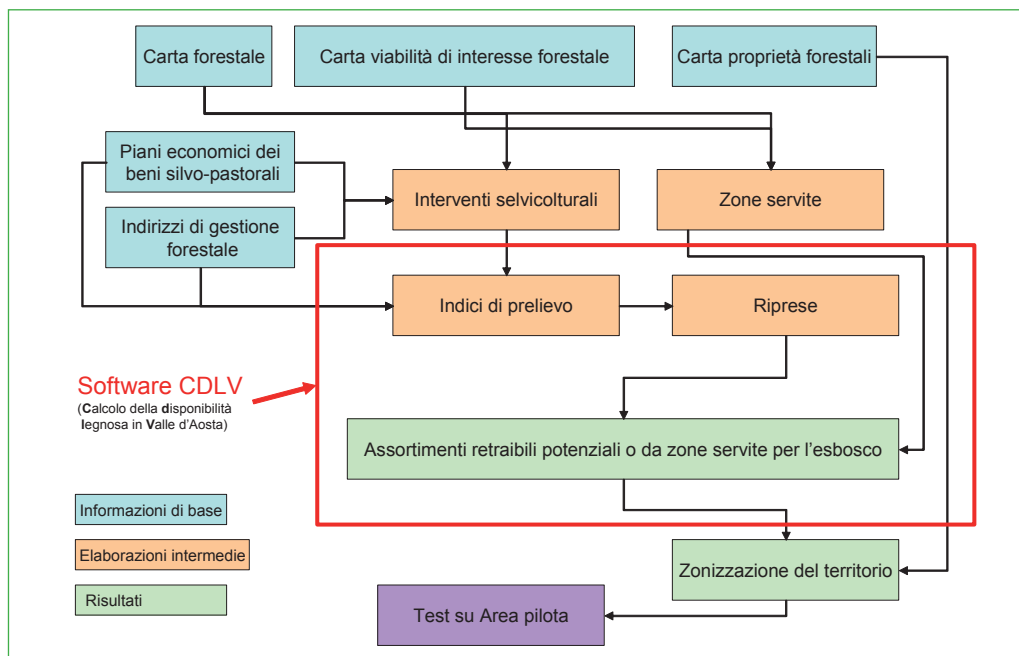 Carta forestale
Carta viabilità di interesse forestale
Carta proprietà forestali
Piani economici dei
beni silvo-pastorali
Interventi selvicolturali
Zone servite
Indirizzi di gestione
forestale
Indici di prelievo
Riprese
Software CDLV
(Calcolo della disponibilità
legnosa in Valle d'Aosta)
Assortimenti retraibili potenziali o da zone servite per l'esbosco
Informazioni di base
Elaborazioni intermedie
Zonizzazione del territorio
Risultati
Test su Area pilota